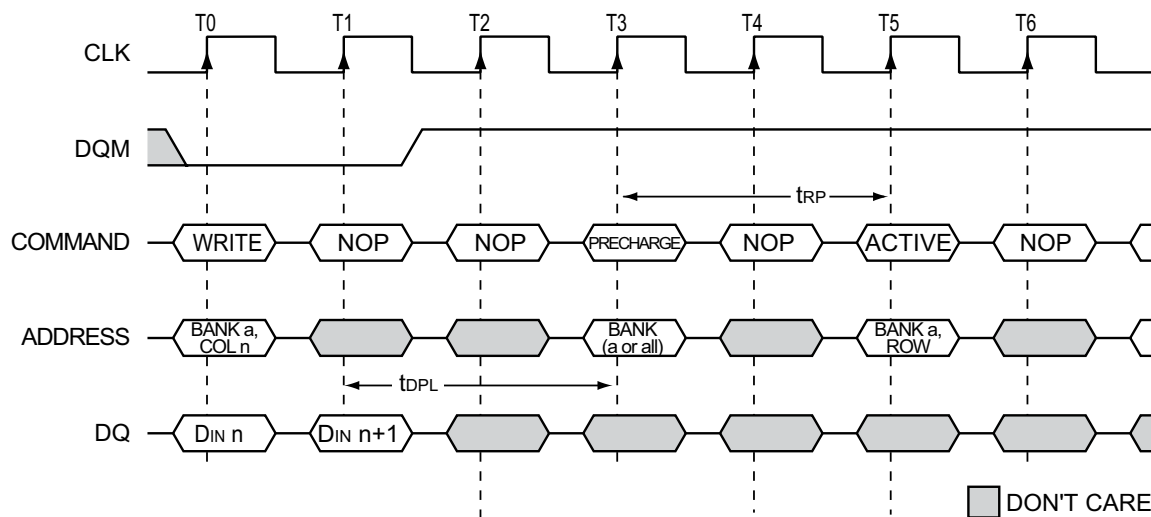 T0 T1 T2 T3 T4 T5 T6
CLK
DQM
tRP
COMMAND WRITE NOP NOP PRECHARGE NOP ACTIVE NOP
ADDRESS BANK a, COL n BANK (a or all) BANK a, ROW
tDPL
DQ DIN n DIN n+1
DON'T CARE